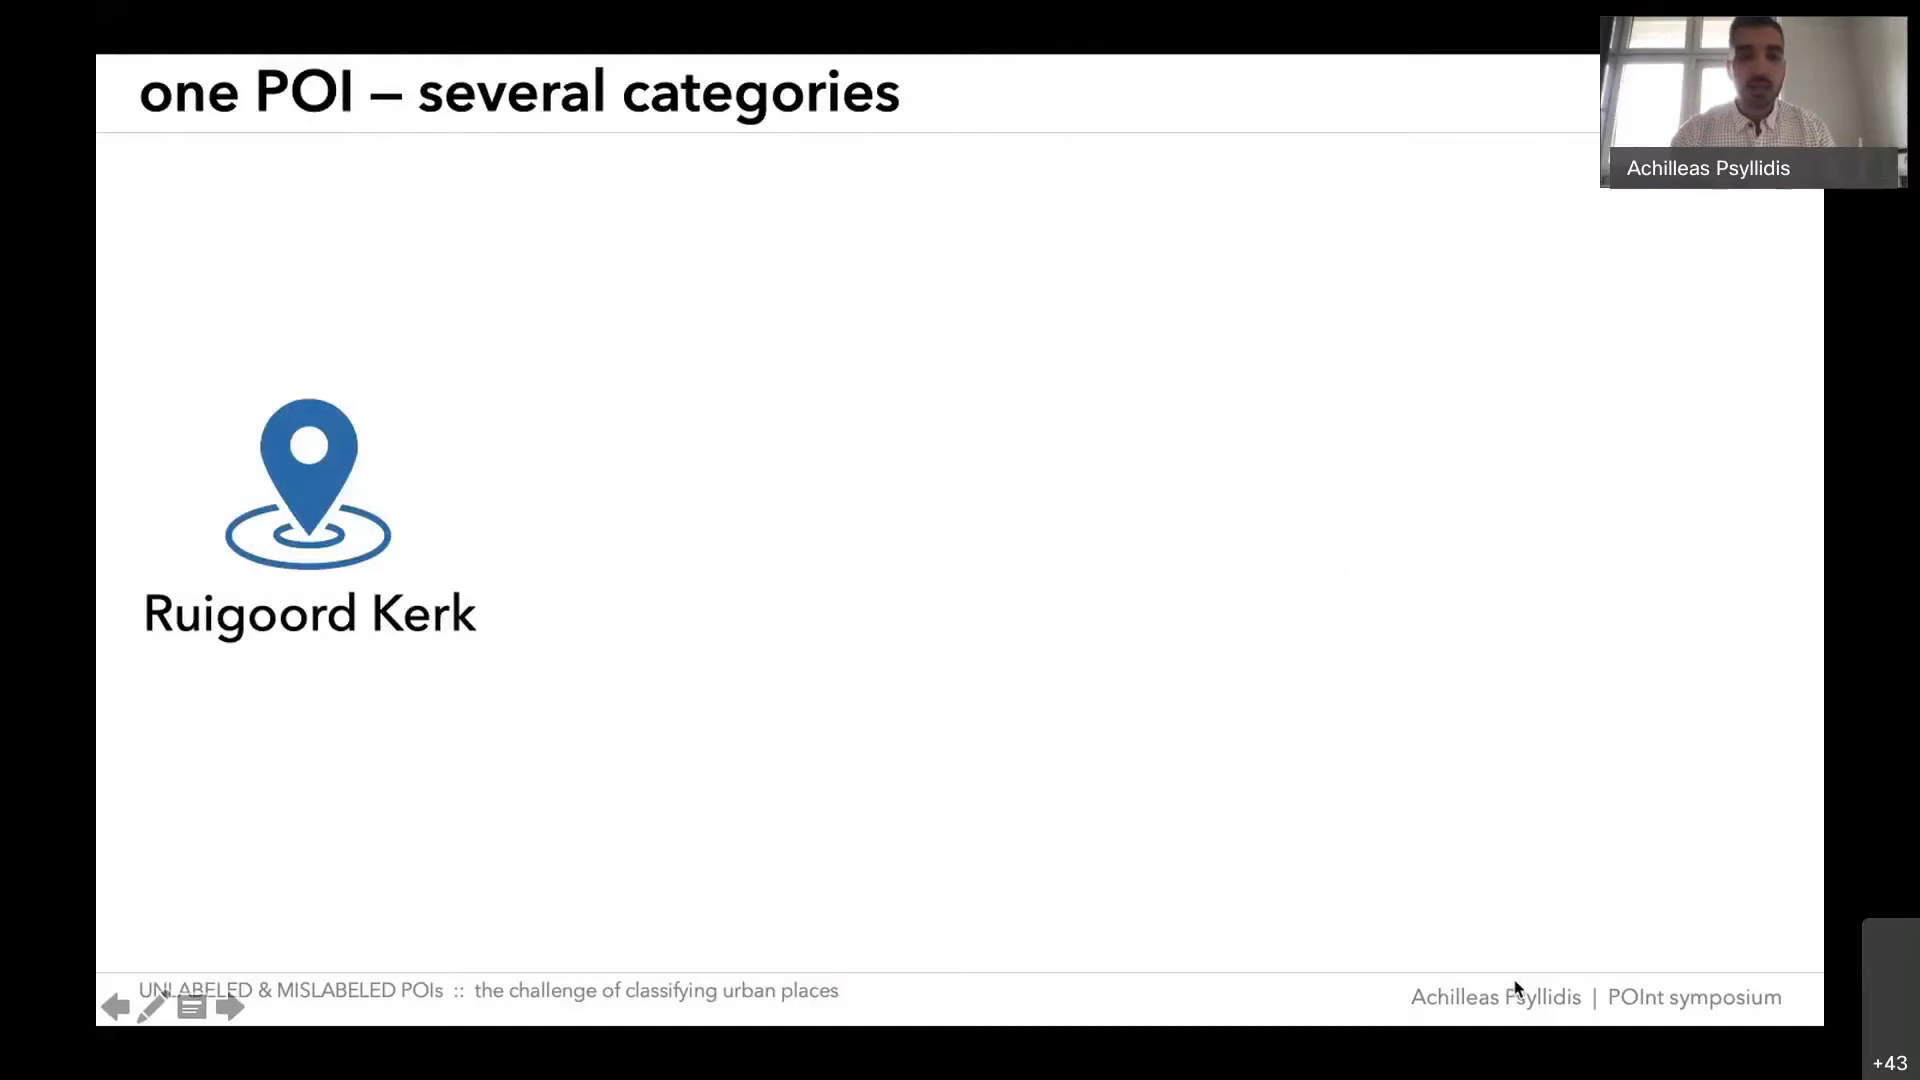 one POI – several categories
Achilleas Psyllidis
Ruigoord Kerk
UNLABELED & MISLABELED POIs :: the challenge of classifying urban places
Achilleas Psyllidis | POInt symposium
+43